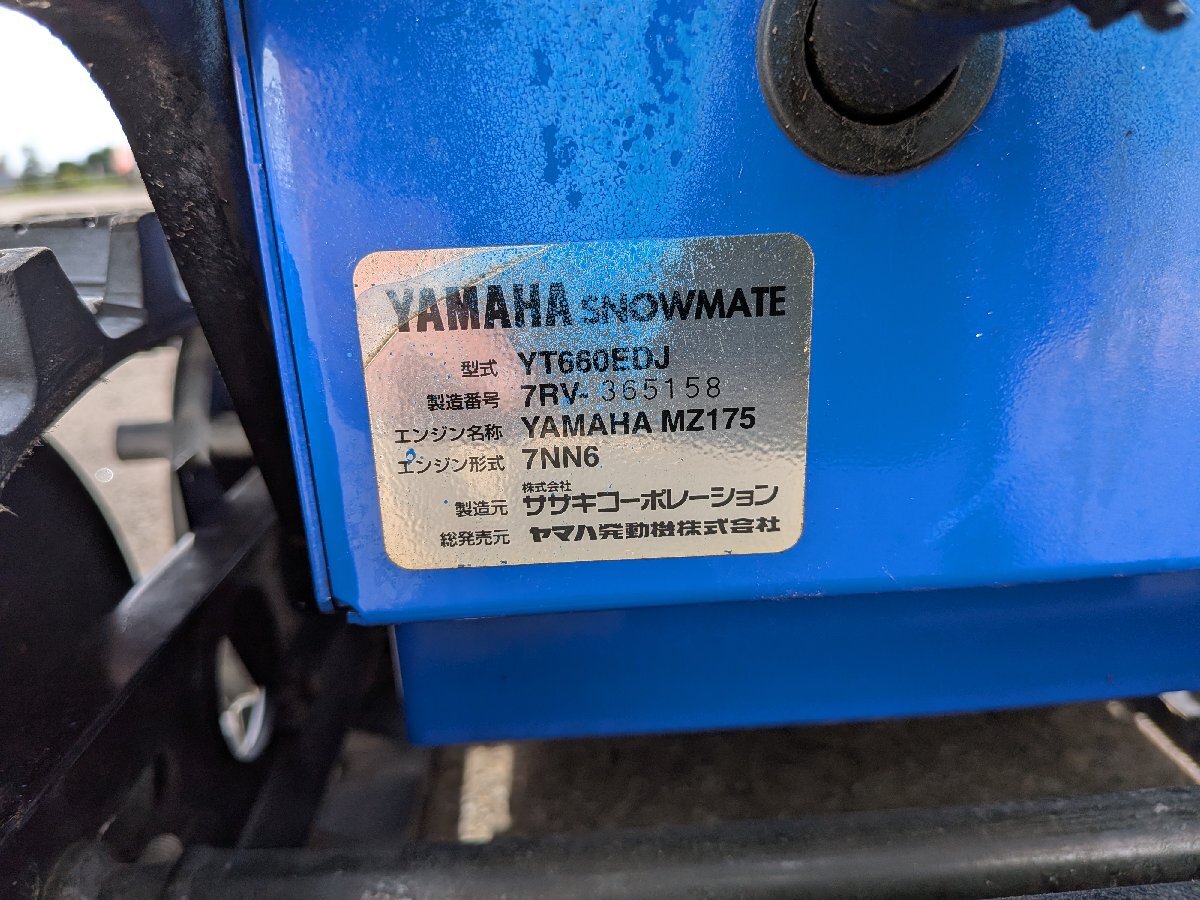 YAMAHA SNOWMATE
型式 YT660EDJ
製造番号 7RV-365158
エンジン名称 YAMAHA MZ175
エンジン形式 7NN6
製造元 株式会社 ササキコーポレーション
総発売元 ヤマハ発動機株式会社